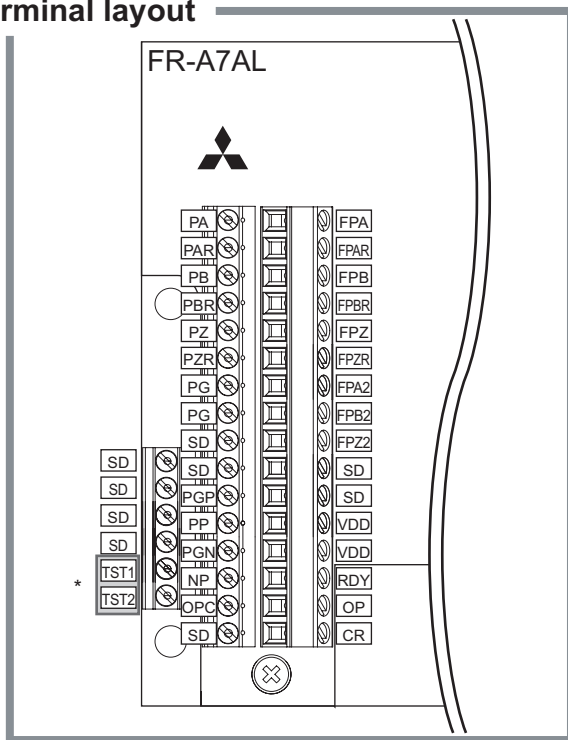 rminal layout
FR-A7AL
PA FPA
PAR FPAR
PB FPB
PBR FPBR
PZ FPZ
PZR FPZR
PG FPA2
PG FPB2
SD FPZ2
SD SD SD
SD PGP SD
SD PP VDD
SD PGN VDD
* TST1 NP RDY
TST2 OPC OP
SD CR